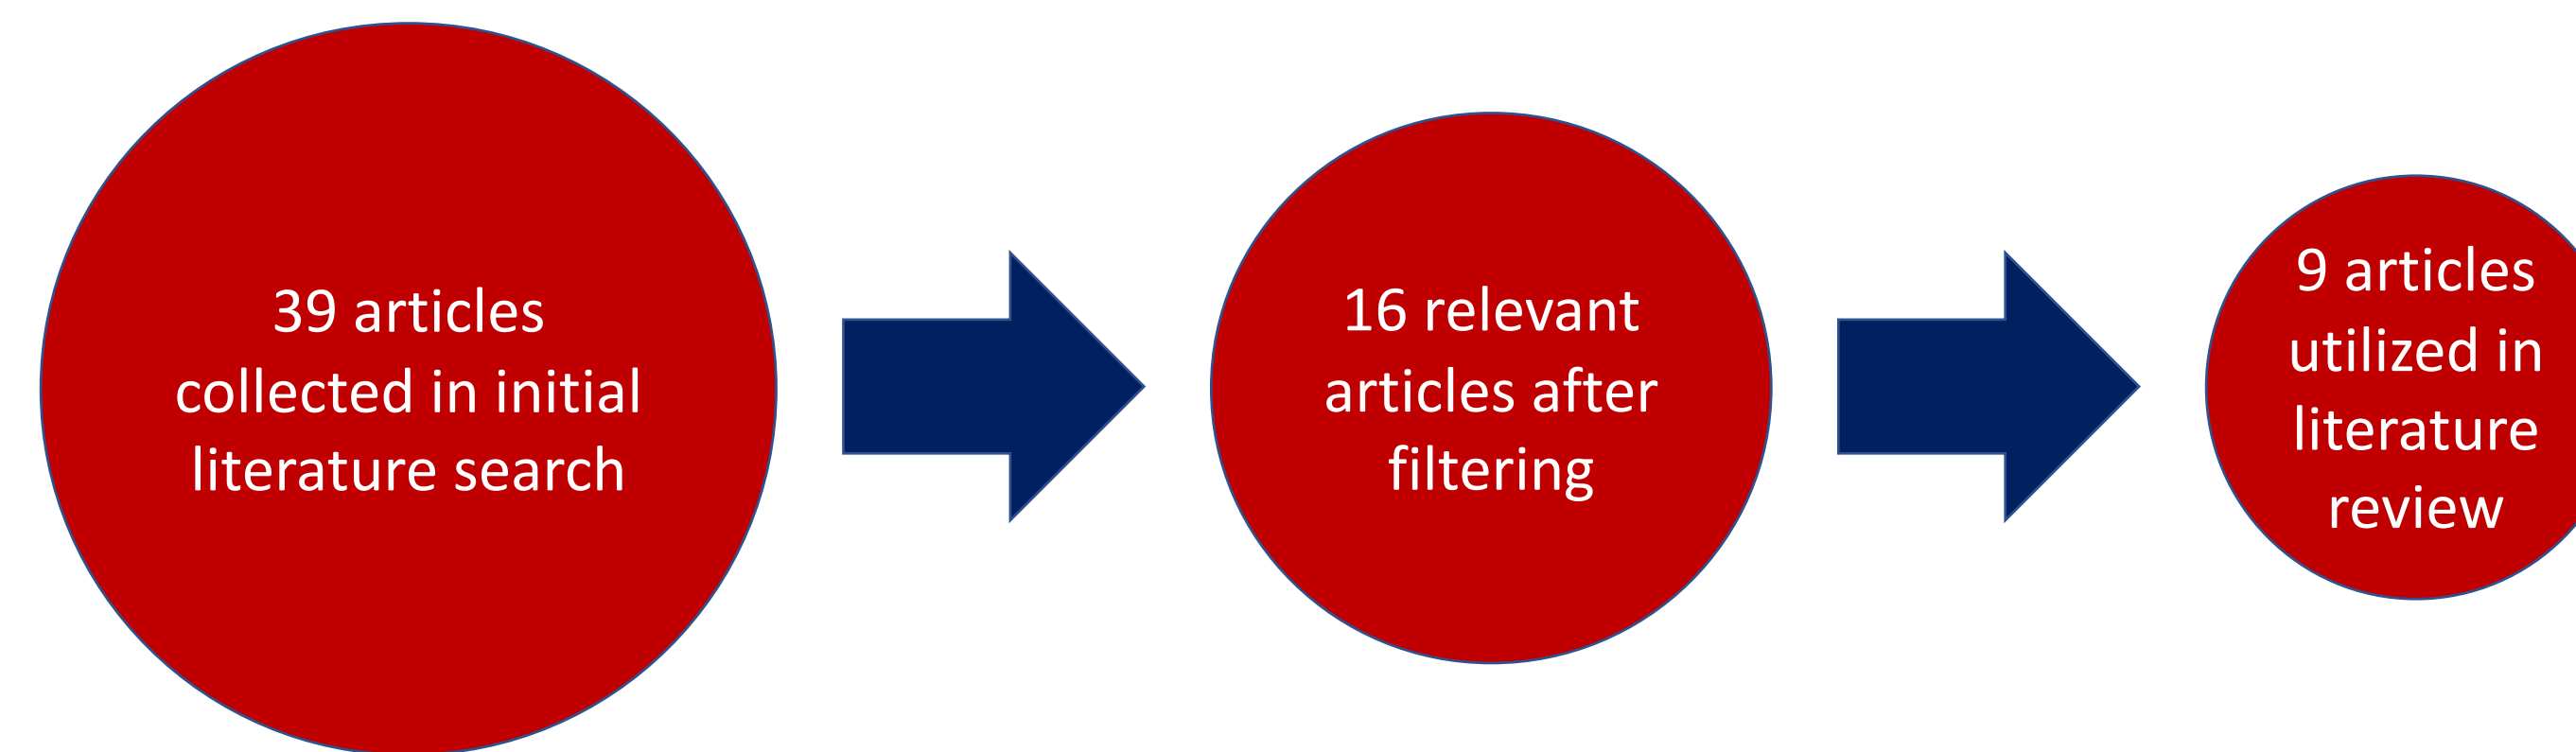 39 articles
collected in initial
literature search
16 relevant
articles after
filtering
9 articles
utilized in
literature
review